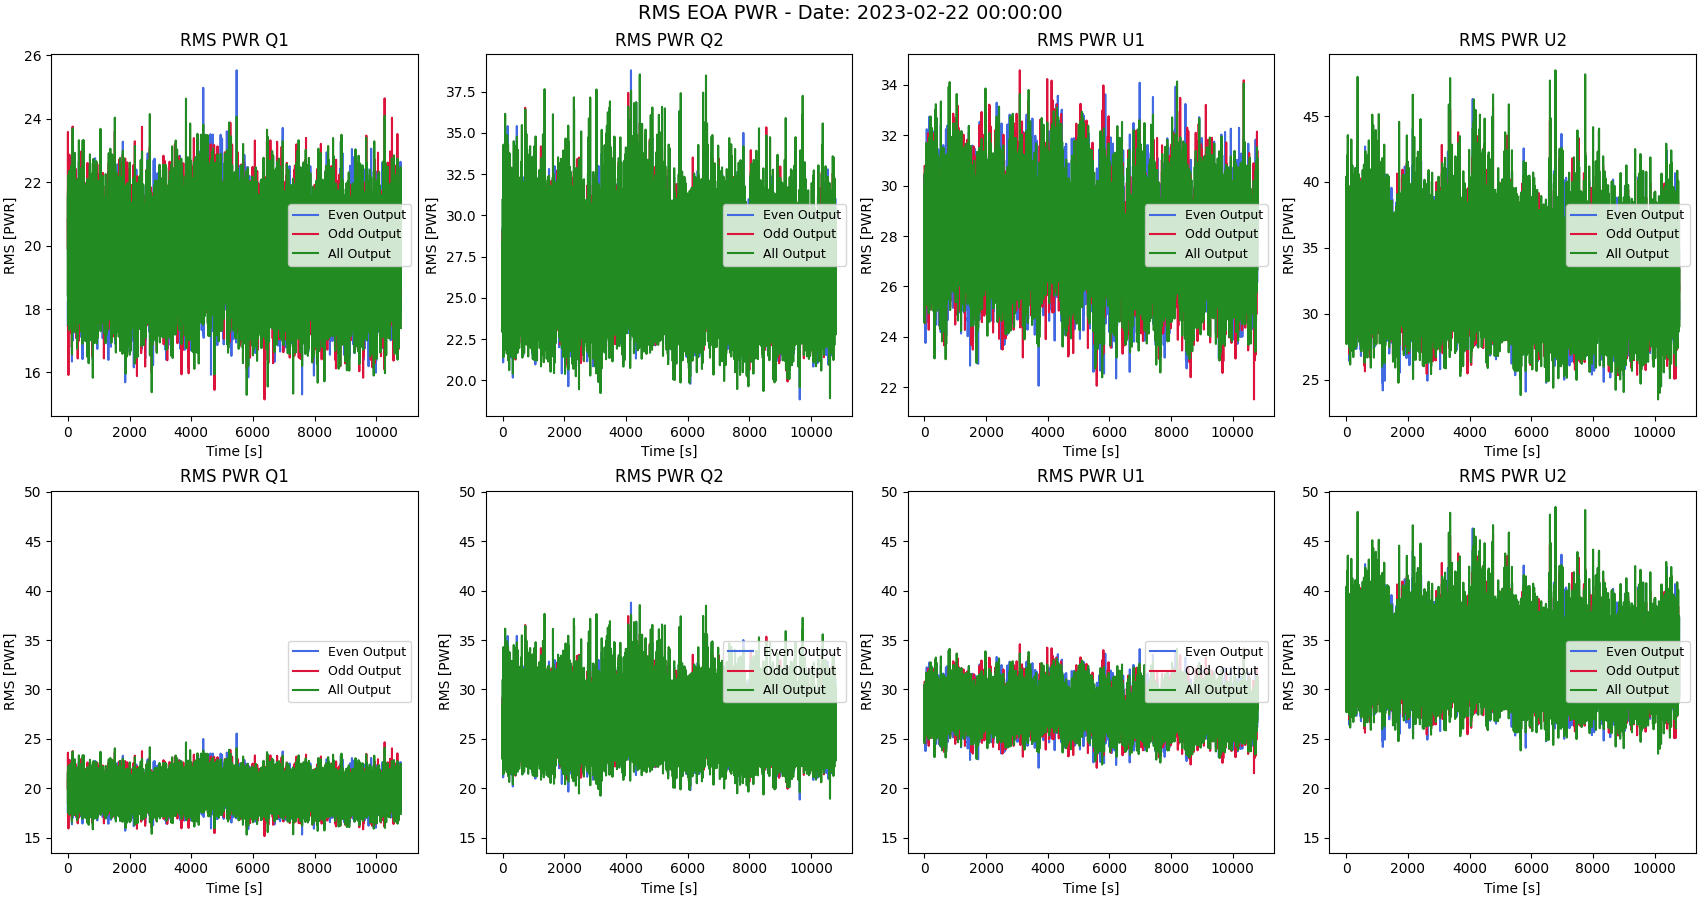 RMS EOA PWR - Date: 2023-02-22 00:00:00
RMS PWR Q1
RMS [PWR]
26
24
22
20
18
16
0 2000 4000 6000 8000 10000
Time [s]
Even Output
Odd Output
All Output
RMS PWR Q2
RMS [PWR]
37.5
35.0
32.5
30.0
27.5
25.0
22.5
20.0
0 2000 4000 6000 8000 10000
Time [s]
Even Output
Odd Output
All Output
RMS PWR U1
RMS [PWR]
34
32
30
28
26
24
22
0 2000 4000 6000 8000 10000
Time [s]
Even Output
Odd Output
All Output
RMS PWR U2
RMS [PWR]
45
40
35
30
25
0 2000 4000 6000 8000 10000
Time [s]
Even Output
Odd Output
All Output
RMS PWR Q1
RMS [PWR]
50
45
40
35
30
25
20
15
0 2000 4000 6000 8000 10000
Time [s]
Even Output
Odd Output
All Output
RMS PWR Q2
RMS [PWR]
50
45
40
35
30
25
20
15
0 2000 4000 6000 8000 10000
Time [s]
Even Output
Odd Output
All Output
RMS PWR U1
RMS [PWR]
50
45
40
35
30
25
20
15
0 2000 4000 6000 8000 10000
Time [s]
Even Output
Odd Output
All Output
RMS PWR U2
RMS [PWR]
50
45
40
35
30
25
20
15
0 2000 4000 6000 8000 10000
Time [s]
Even Output
Odd Output
All Output